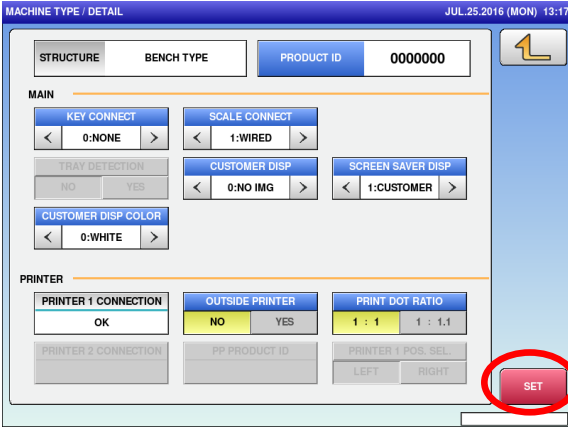 MACHINE TYPE / DETAIL JUL.25.2016 (MON) 13:17
STRUCTURE BENCH TYPE PRODUCT ID 0000000
MAIN
KEY CONNECT SCALE CONNECT
< 0:NONE > < 1:WIRED >
TRAY DETECTION CUSTOMER DISP SCREEN SAVER DISP
NO YES < 0:NO IMG > < 1:CUSTOMER >
CUSTOMER DISP COLOR
< 0:WHITE >
PRINTER
PRINTER 1 CONNECTION OUTSIDE PRINTER PRINT DOT RATIO
OK NO YES 1 : 1 1 : 1.1
PRINTER 2 CONNECTION PP PRODUCT ID PRINTER 1 POS. SEL.
LEFT RIGHT
SET